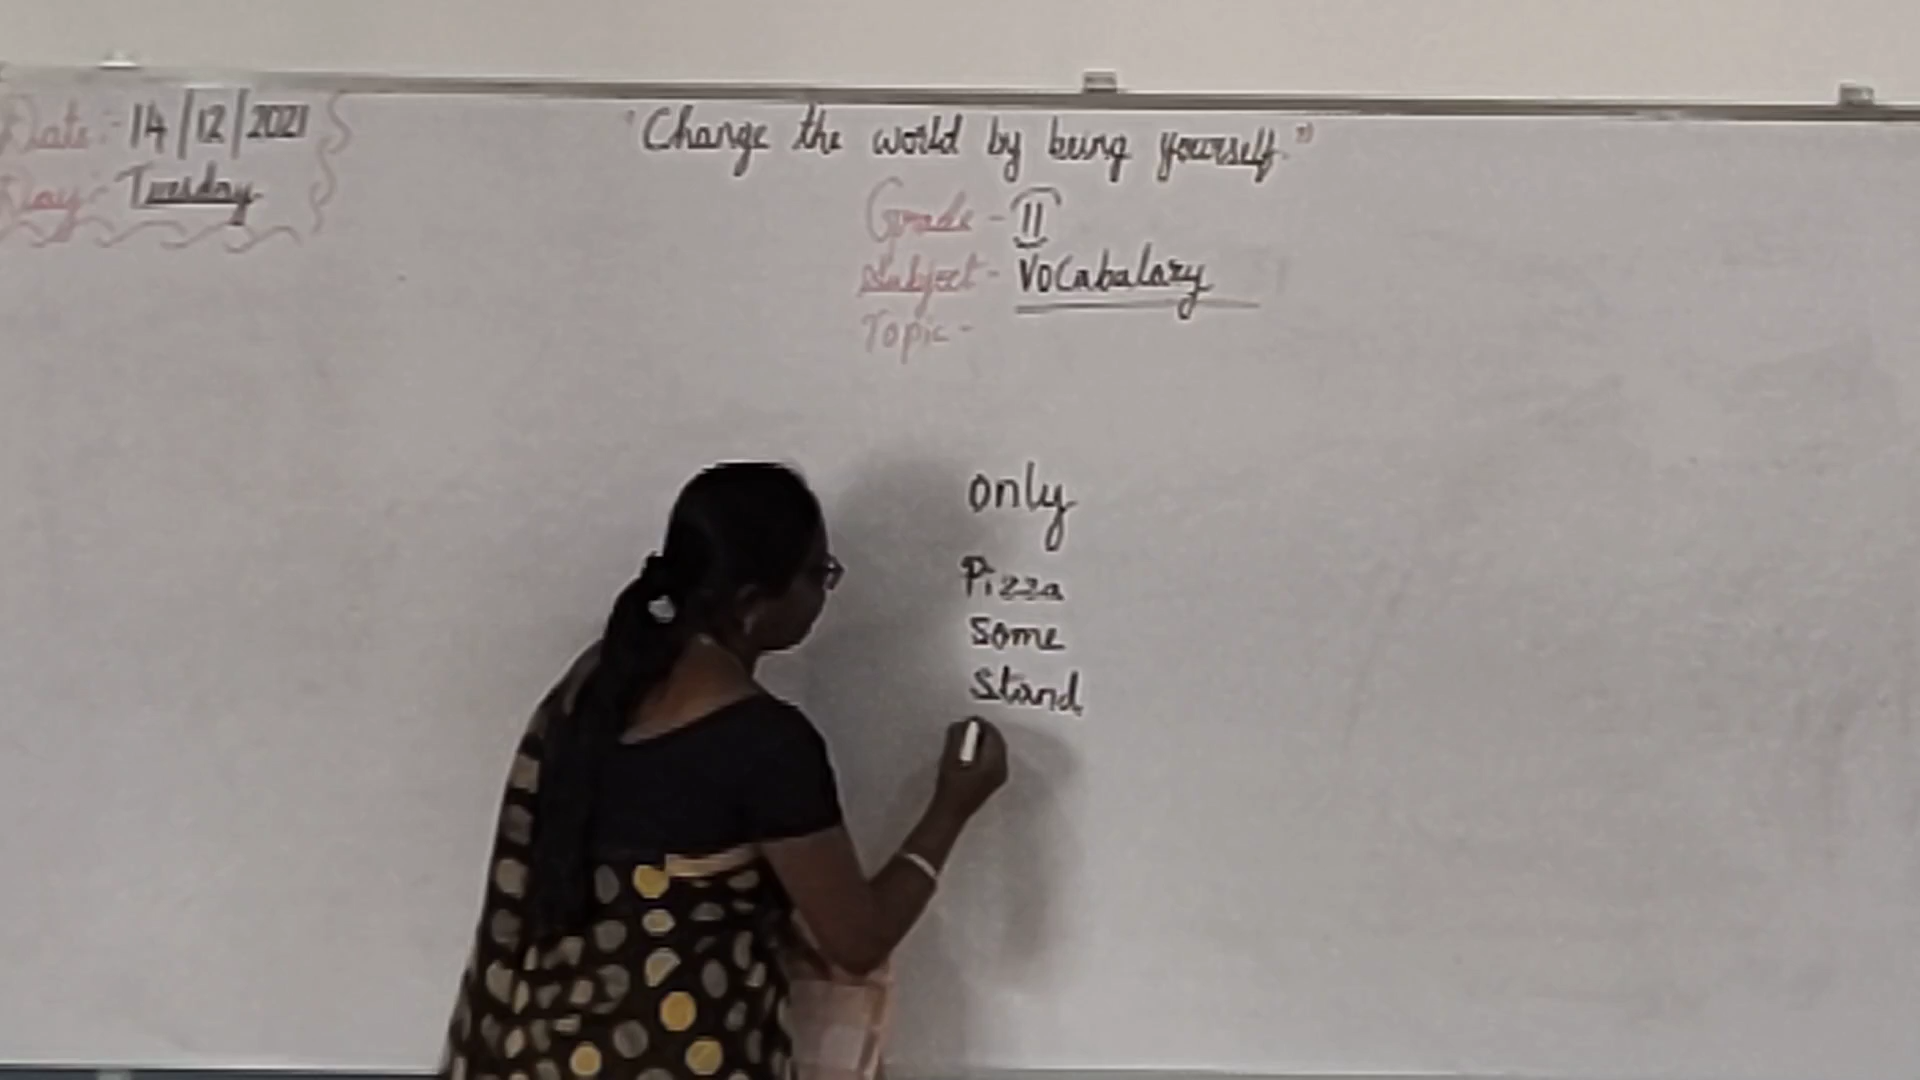 Date:- 14/12/2021
Day:- Tuesday
"Change the world by being yourself."
Grade - II
Subject - Vocabalary
Topic -
only
Pizza
Some
Stand